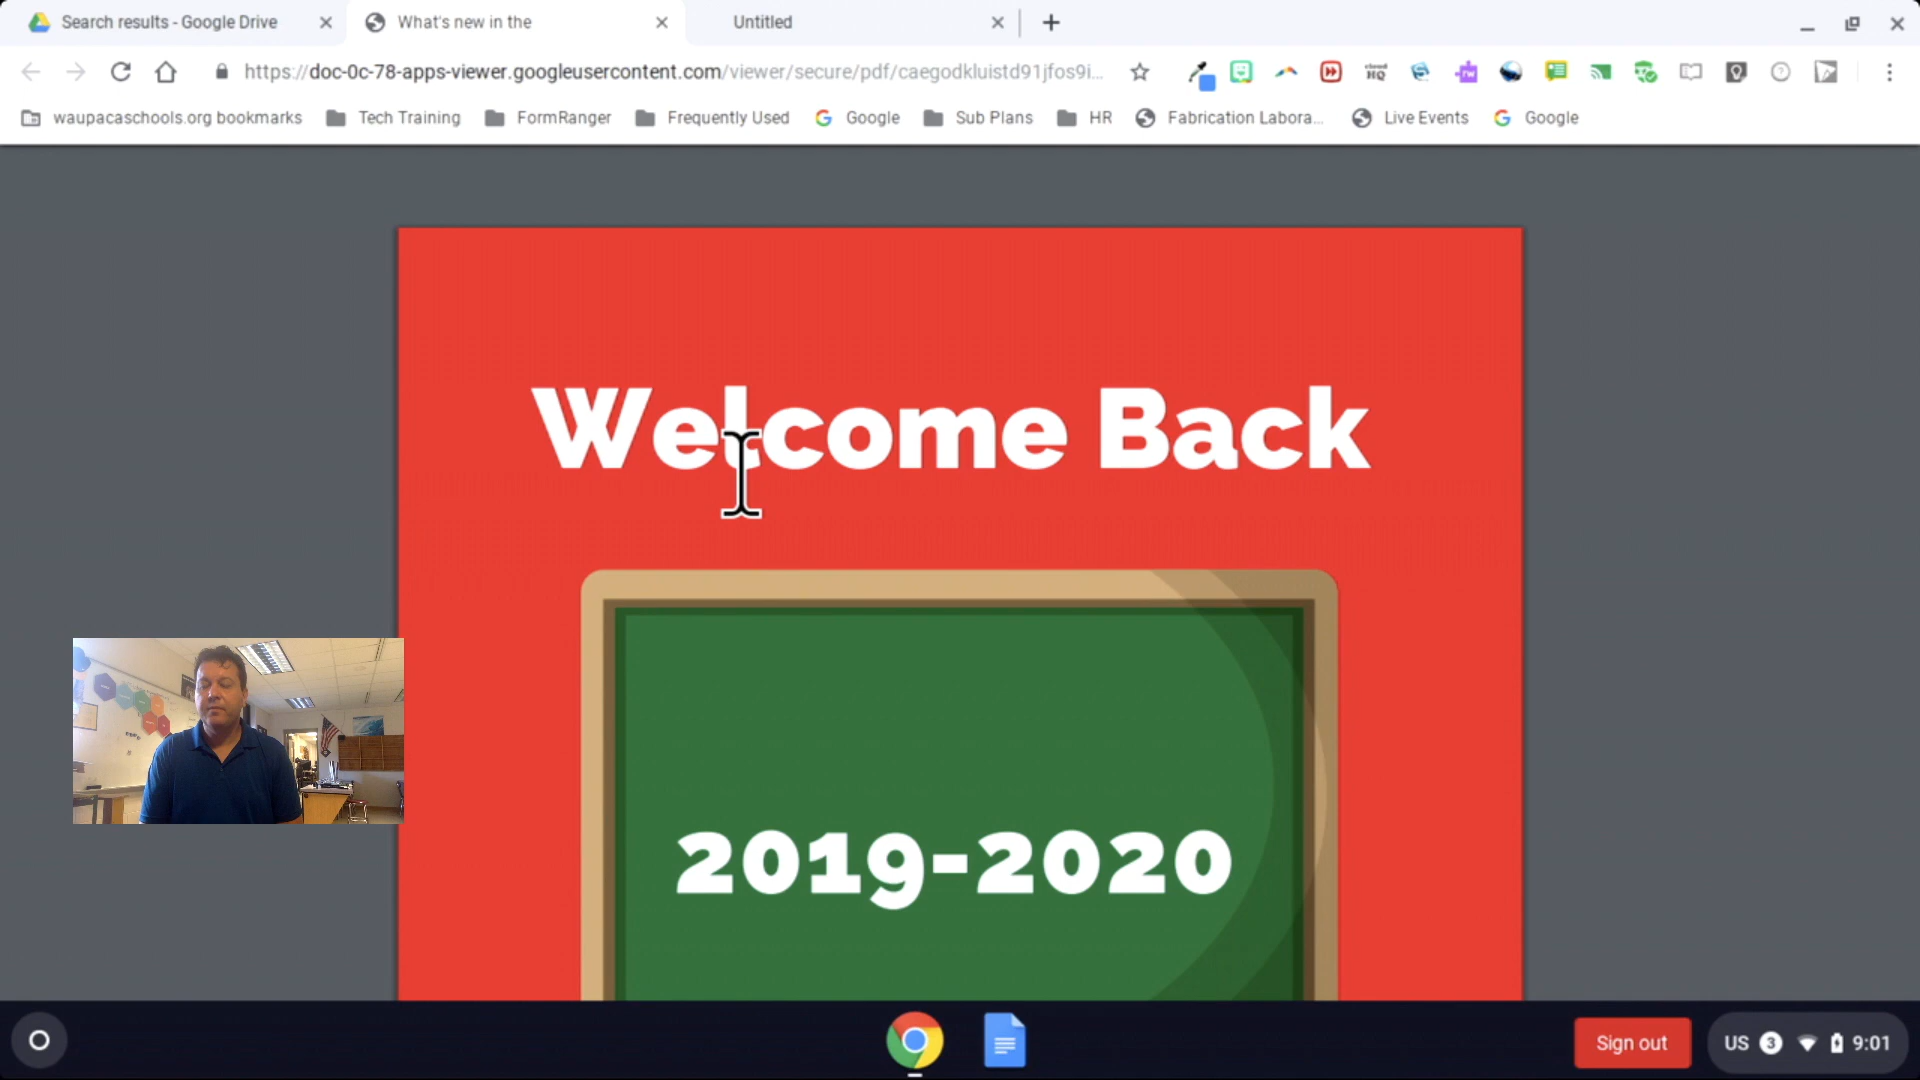 Search results - Google Drive
What's new in the
Untitled
https://doc-0c-78-apps-viewer.googleusercontent.com/viewer/secure/pdf/caegodkluistd91jfos9i...
waupacaschools.org bookmarks
Tech Training
FormRanger
Frequently Used
Google
Sub Plans
HR
Fabrication Labora...
Live Events
Google
Welcome Back
2019-2020
Sign out
US
3
9:01